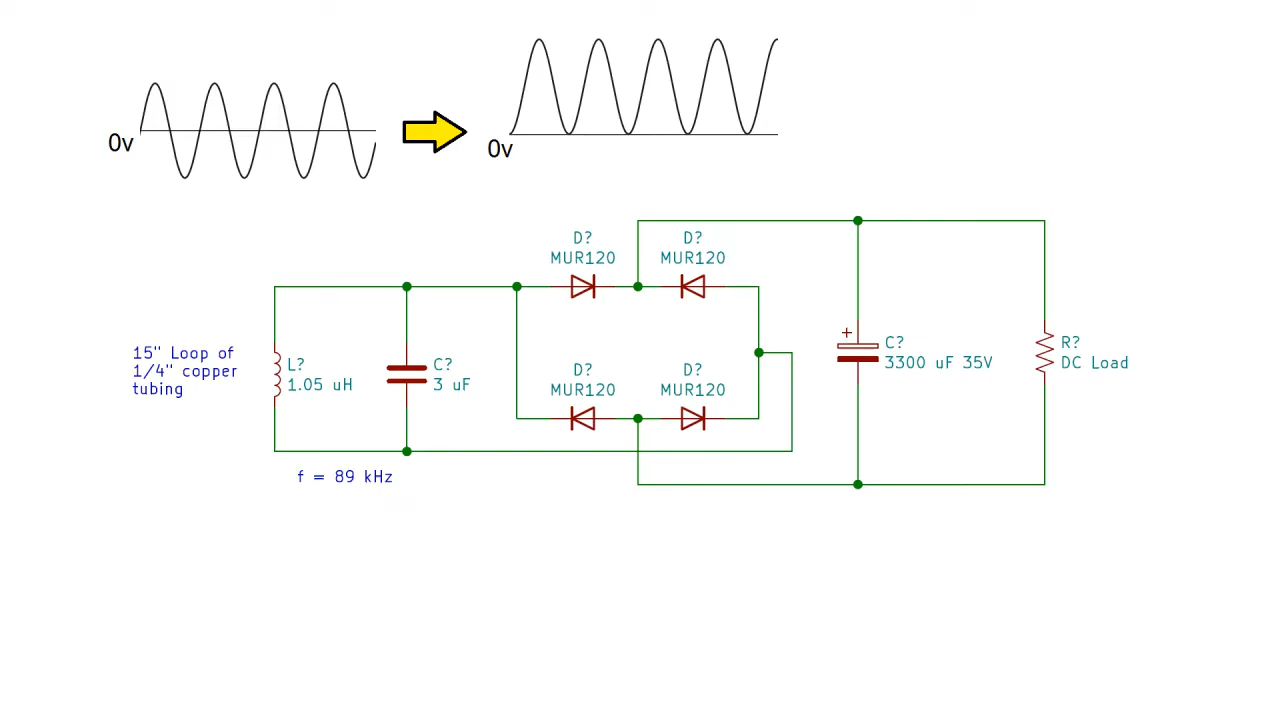 0v
0v
D?
MUR120
D?
MUR120
15" Loop of
1/4" copper
tubing
L?
1.05 uH
C?
3 uF
D?
MUR120
D?
MUR120
+
C?
3300 uF 35V
R?
DC Load
f = 89 kHz